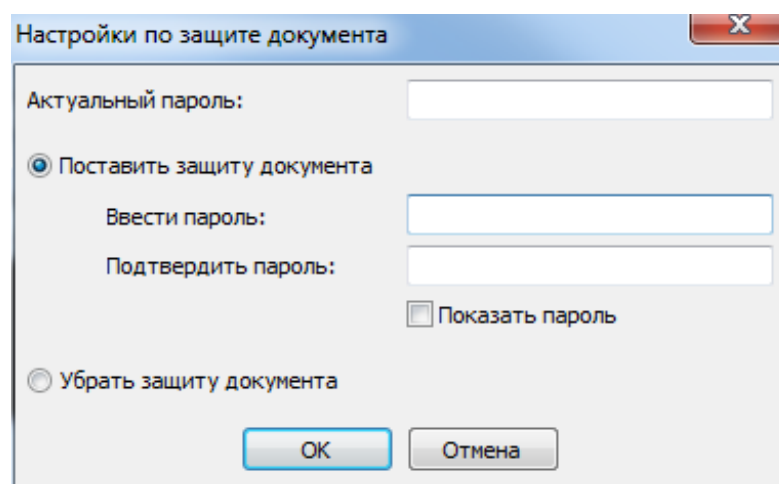 Настройки по защите документа
Актуальный пароль:
Поставить защиту документа
Ввести пароль:
Подтвердить пароль:
Показать пароль
Убрать защиту документа
OK
Отмена